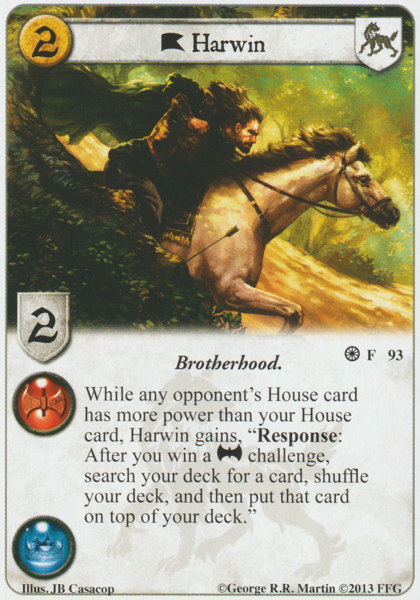 2
Harwin
2
Brotherhood.
F 93
While any opponent's House card
has more power than your House
card, Harwin gains, “Response:
After you win a challenge,
search your deck for a card, shuffle
your deck, and then put that card
on top of your deck.”
Illus. JB Casacop
©George R.R. Martin ©2013 FFG